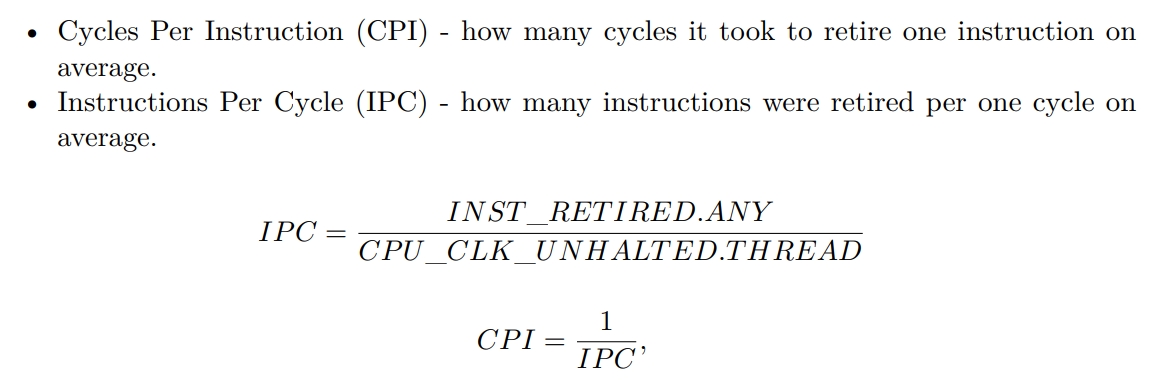 • Cycles Per Instruction (CPI) - how many cycles it took to retire one instruction on
average.
• Instructions Per Cycle (IPC) - how many instructions were retired per one cycle on
average.
IPC = INST_RETIRED.ANY / CPU_CLK_UNHALTED.THREAD
CPI = 1 / IPC,